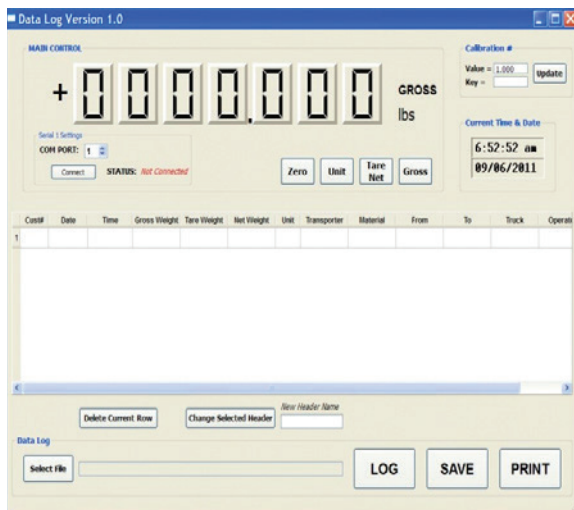 Data Log Version 1.0
MAIN CONTROL
+ 0000.000 GROSS
lbs
Serial 1 Settings
COM PORT: 1
Connect STATUS: Not Connected
Zero Unit Tare Net Gross
Calibration #
Value = 1.000
Key =
Update
Current Time & Date
6:52:52 am
09/06/2011
Cust# Date Time Gross Weight Tare Weight Net Weight Unit Transporter Material From To Truck Operat
1
Delete Current Row Change Selected Header New Header Name
Data Log
Select File LOG SAVE PRINT